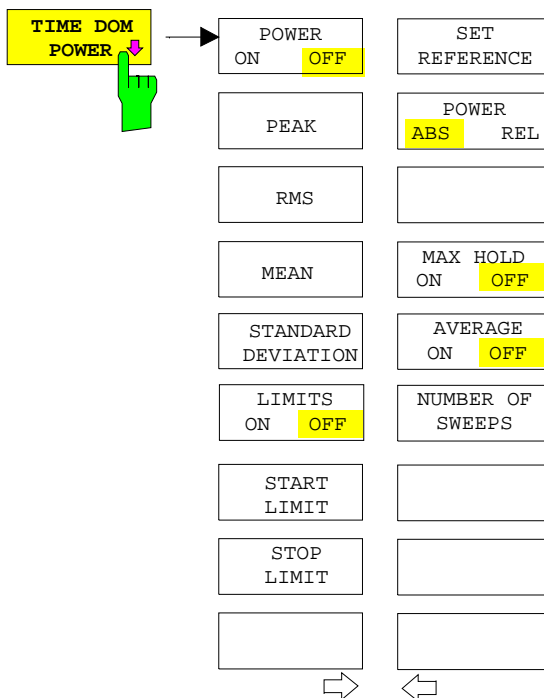 TIME DOM
POWER
POWER
ON OFF
PEAK
RMS
MEAN
STANDARD
DEVIATION
LIMITS
ON OFF
START
LIMIT
STOP
LIMIT
SET
REFERENCE
POWER
ABS REL
MAX HOLD
ON OFF
AVERAGE
ON OFF
NUMBER OF
SWEEPS